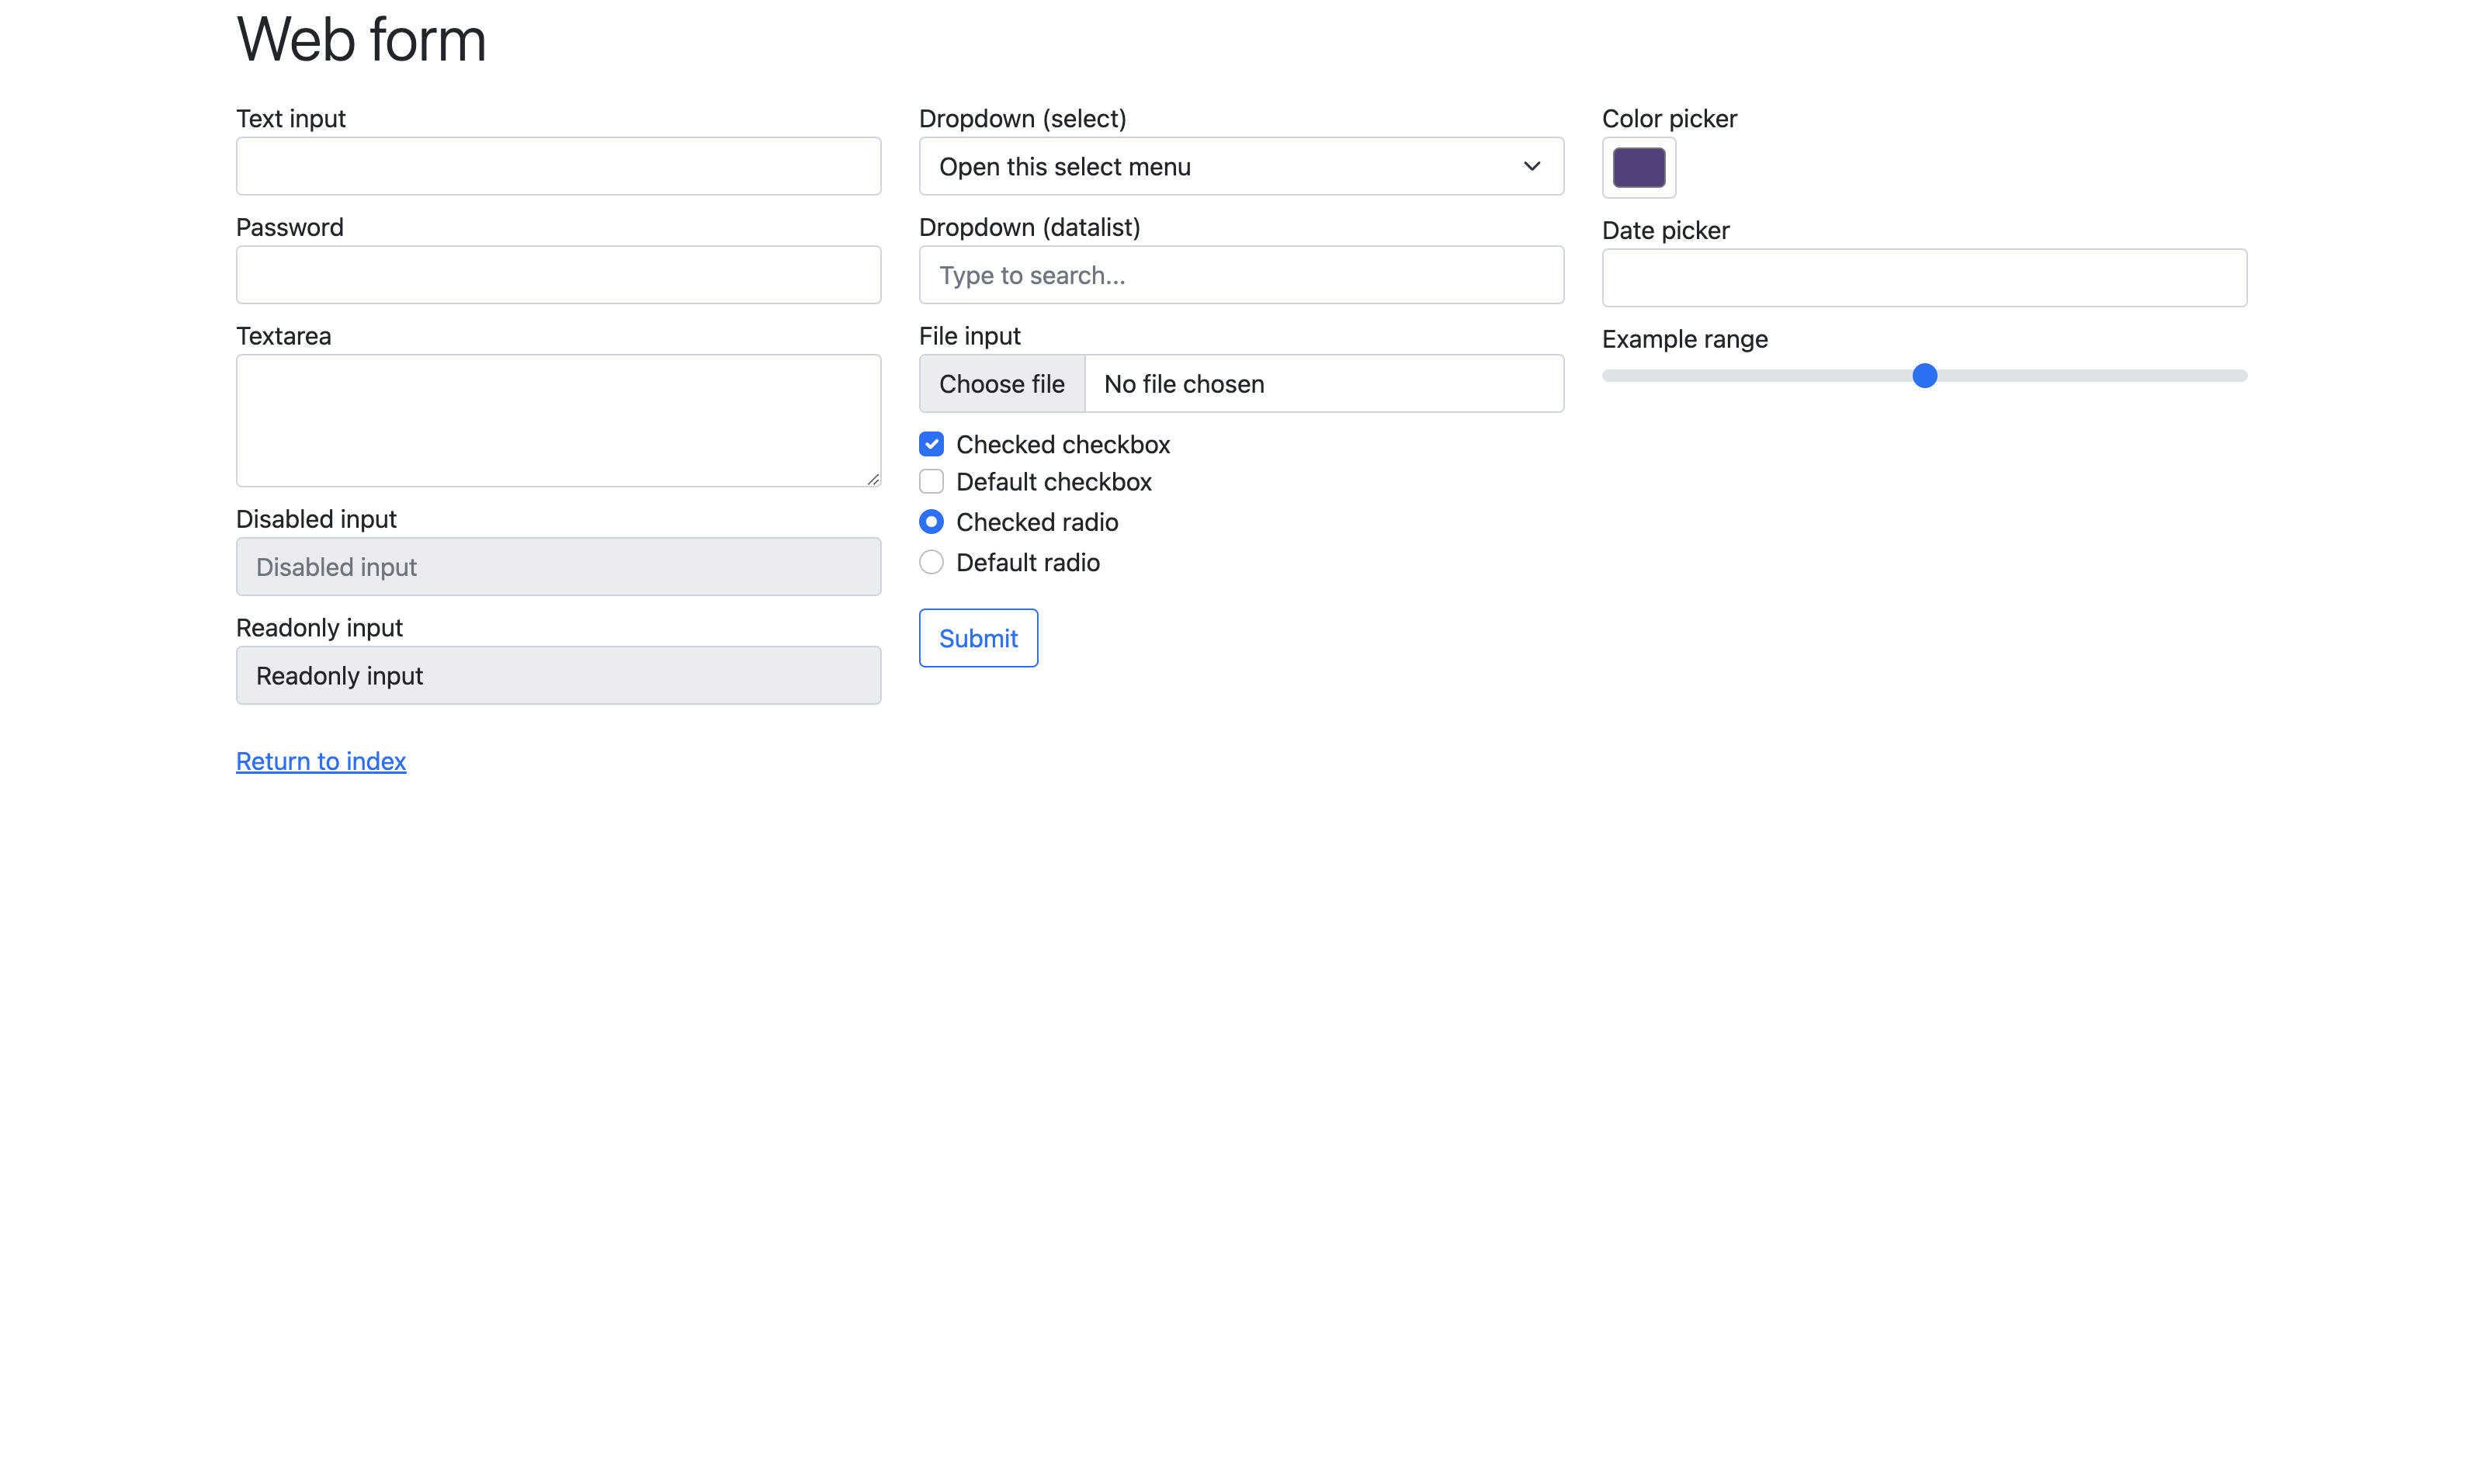 Web form
Text input
Password
Textarea
Disabled input
Disabled input
Readonly input
Readonly input
Return to index
Dropdown (select)
Open this select menu
Dropdown (datalist)
Type to search...
File input
Choose file No file chosen
Checked checkbox
Default checkbox
Checked radio
Default radio
Submit
Color picker
Date picker
Example range